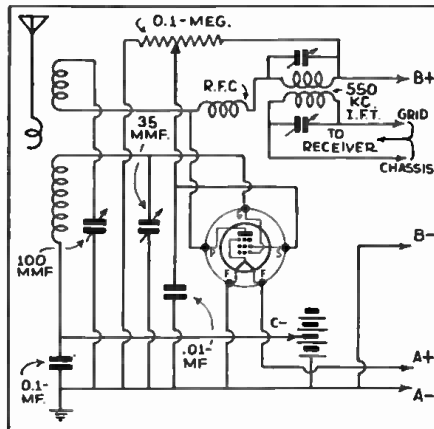 0.1-MEG.
R.F.C
B+
550
KC.
I.F.T.
GRID
TO
RECEIVER
CHASSIS
35
MMF.
G
P
S
F
F
B-
100
MMF
C-
.01-
MF
A+
0.1-
MF.
A-